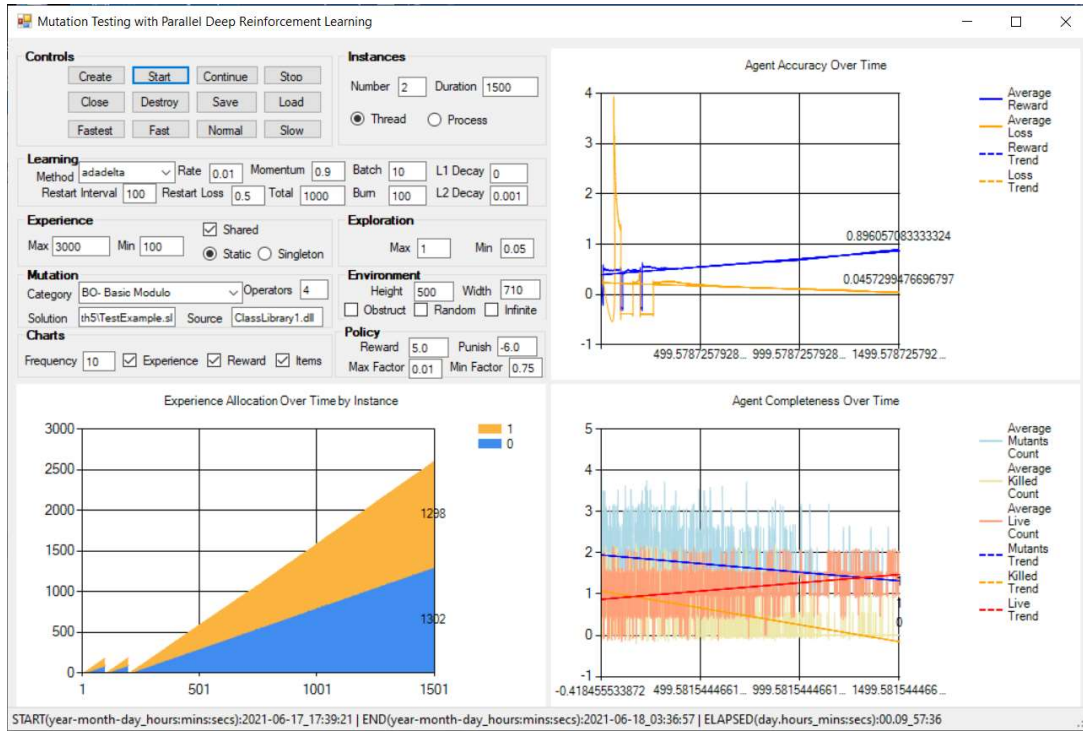 Mutation Testing with Parallel Deep Reinforcement Learning
Controls
Create Start Continue Stop
Close Destroy Save Load
Fastest Fast Normal Slow
Instances
Number 2 Duration 1500
Thread Process
Learning
Method adadelta Rate 0.01 Momentum 0.9 Batch 10 L1 Decay 0
Restart Interval 100 Restart Loss 0.5 Total 1000 Burn 100 L2 Decay 0.001
Experience
Shared
Max 3000 Min 100 Static Singleton
Exploration
Max 1 Min 0.05
Mutation
Category BO- Basic Modulo Operators 4
Solution th5\TestExample.sl Source ClassLibrary1.dll
Environment
Height 500 Width 710
Obstruct Random Infinite
Charts
Frequency 10 Experience Reward Items
Policy
Reward 5.0 Punish -6.0
Max Factor 0.01 Min Factor 0.75
Agent Accuracy Over Time
4
3
2
1
0
-1
0.896057083333324
0.0457299476696797
499.5787257928... 999.5787257928... 1499.578725792...
Average
Reward
Average
Loss
Reward
Trend
Loss
Trend
Experience Allocation Over Time by Instance
3000
2500
2000
1500
1000
500
0
1298
1302
1 501 1001 1501
1
0
Agent Completeness Over Time
5
4
3
2
1
0
-1
1
0
-0.418455533872 499.5815444661... 999.5815444661... 1499.581544466...
Average
Mutants
Count
Average
Killed
Count
Average
Live
Count
Mutants
Trend
Killed
Trend
Live
Trend
START(year-month-day_hours:mins:secs):2021-06-17_17:39:21 | END(year-month-day_hours:mins:secs):2021-06-18_03:36:57 | ELAPSED(day.hours_mins:secs):00.09_57:36